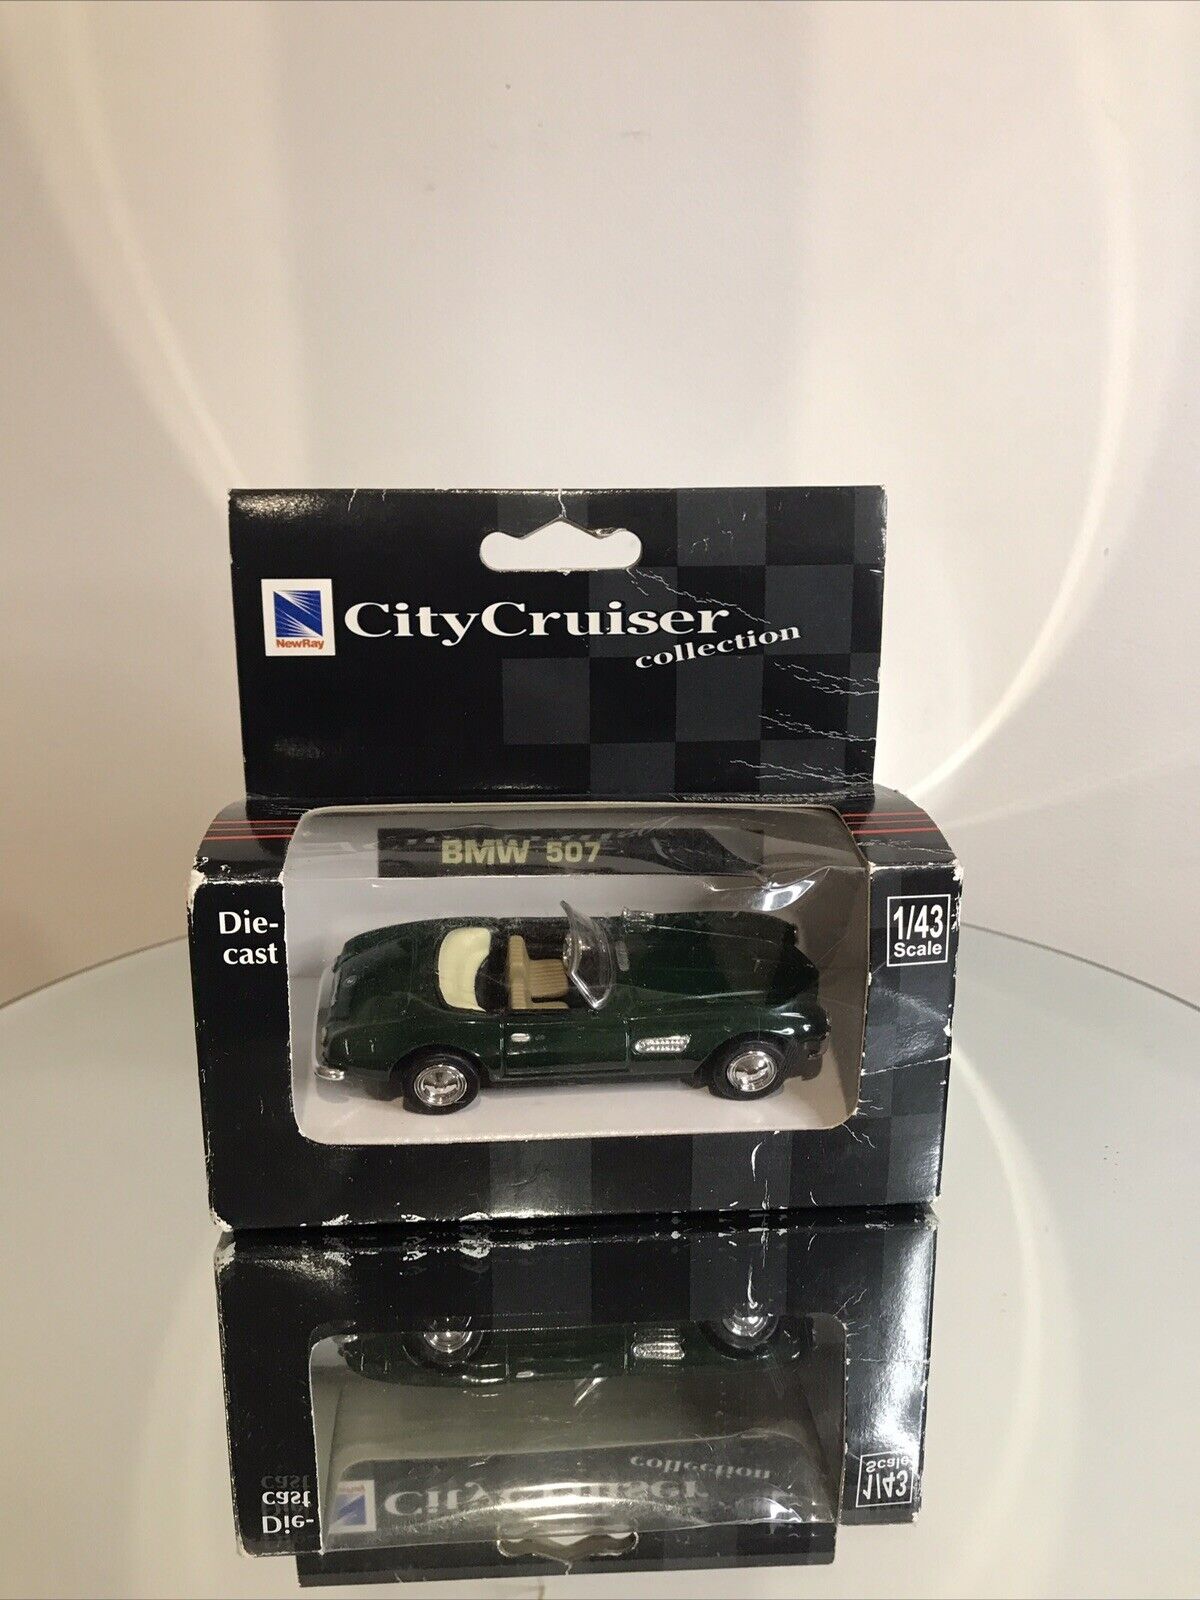 NewRay
CityCruiser
collection
BMW 507
Die-
cast
1/43
Scale